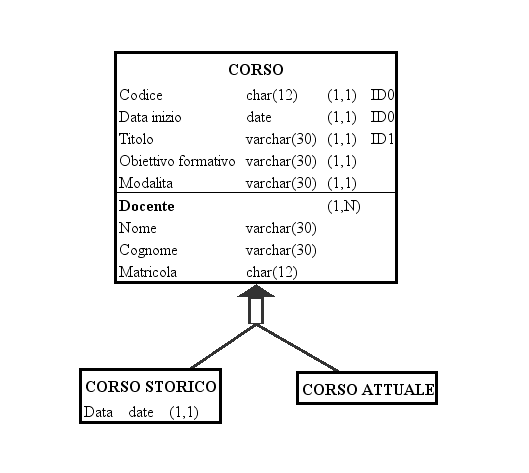 CORSO
Codice char(12) (1,1) ID0
Data inizio date (1,1) ID0
Titolo varchar(30) (1,1) ID1
Obiettivo formativo varchar(30) (1,1)
Modalita varchar(30) (1,1)
Docente (1,N)
Nome varchar(30)
Cognome varchar(30)
Matricola char(12)
CORSO STORICO
Data date (1,1)
CORSO ATTUALE